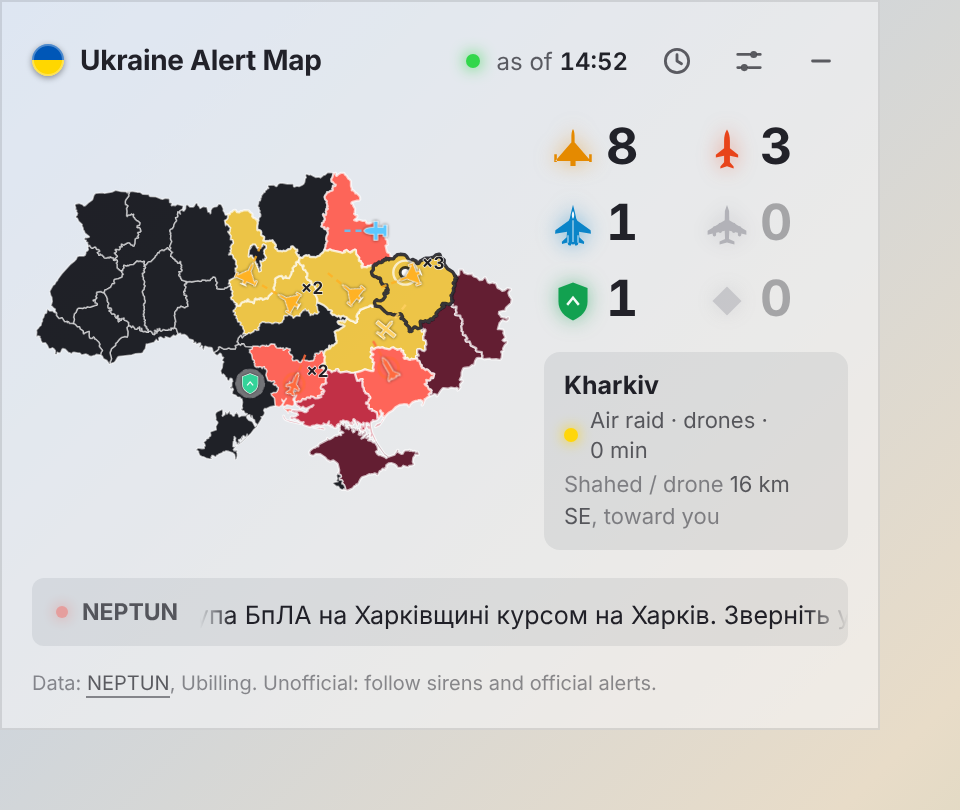 Ukraine Alert Map
as of 14:52
8 3
1 0
1 0
×3
×2
×2
Kharkiv
Air raid · drones ·
0 min
Shahed / drone 16 km
SE, toward you
NEPTUN
па БпЛА на Харківщині курсом на Харків. Зверніть
Data: NEPTUN, Ubilling. Unofficial: follow sirens and official alerts.